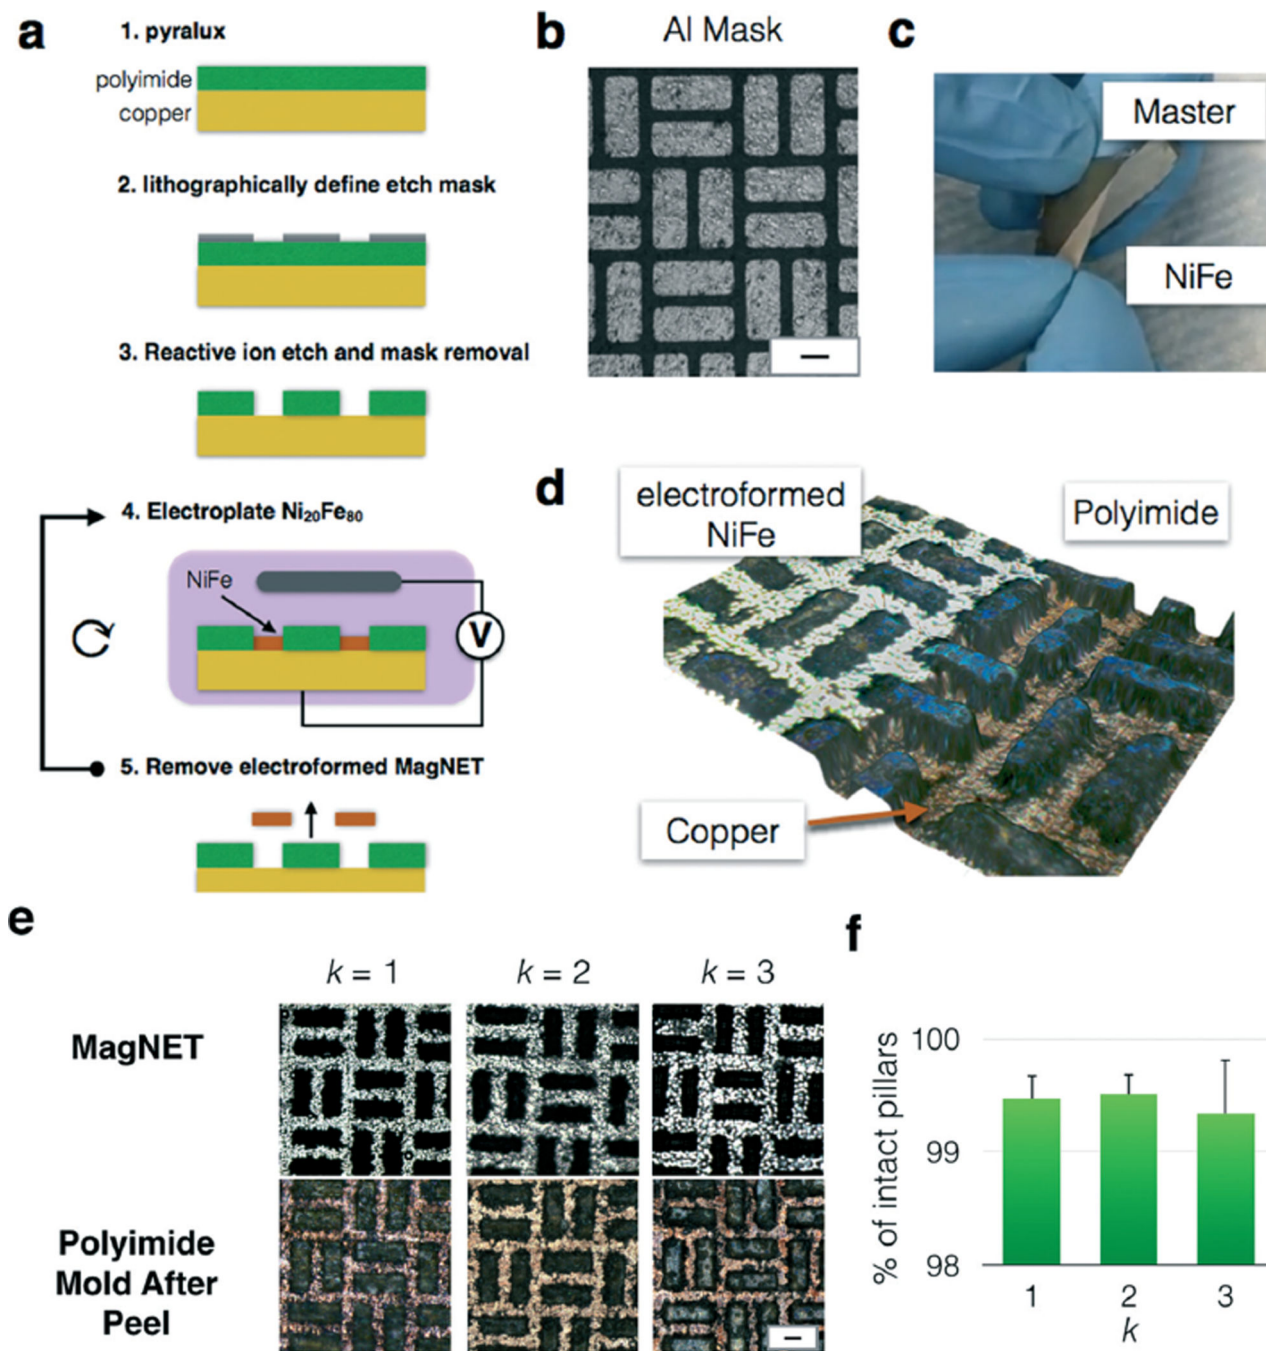 a
1. pyralux
polyimide
copper
2. lithographically define etch mask
3. Reactive ion etch and mask removal
4. Electroplate Ni₂₀Fe₈₀
NiFe
V
5. Remove electroformed MagNET
b
Al Mask
c
Master
NiFe
d
electroformed
NiFe
Polyimide
Copper
e
k = 1
k = 2
k = 3
MagNET
Polyimide
Mold After
Peel
f
% of intact pillars
100
99
98
1
2
3
k